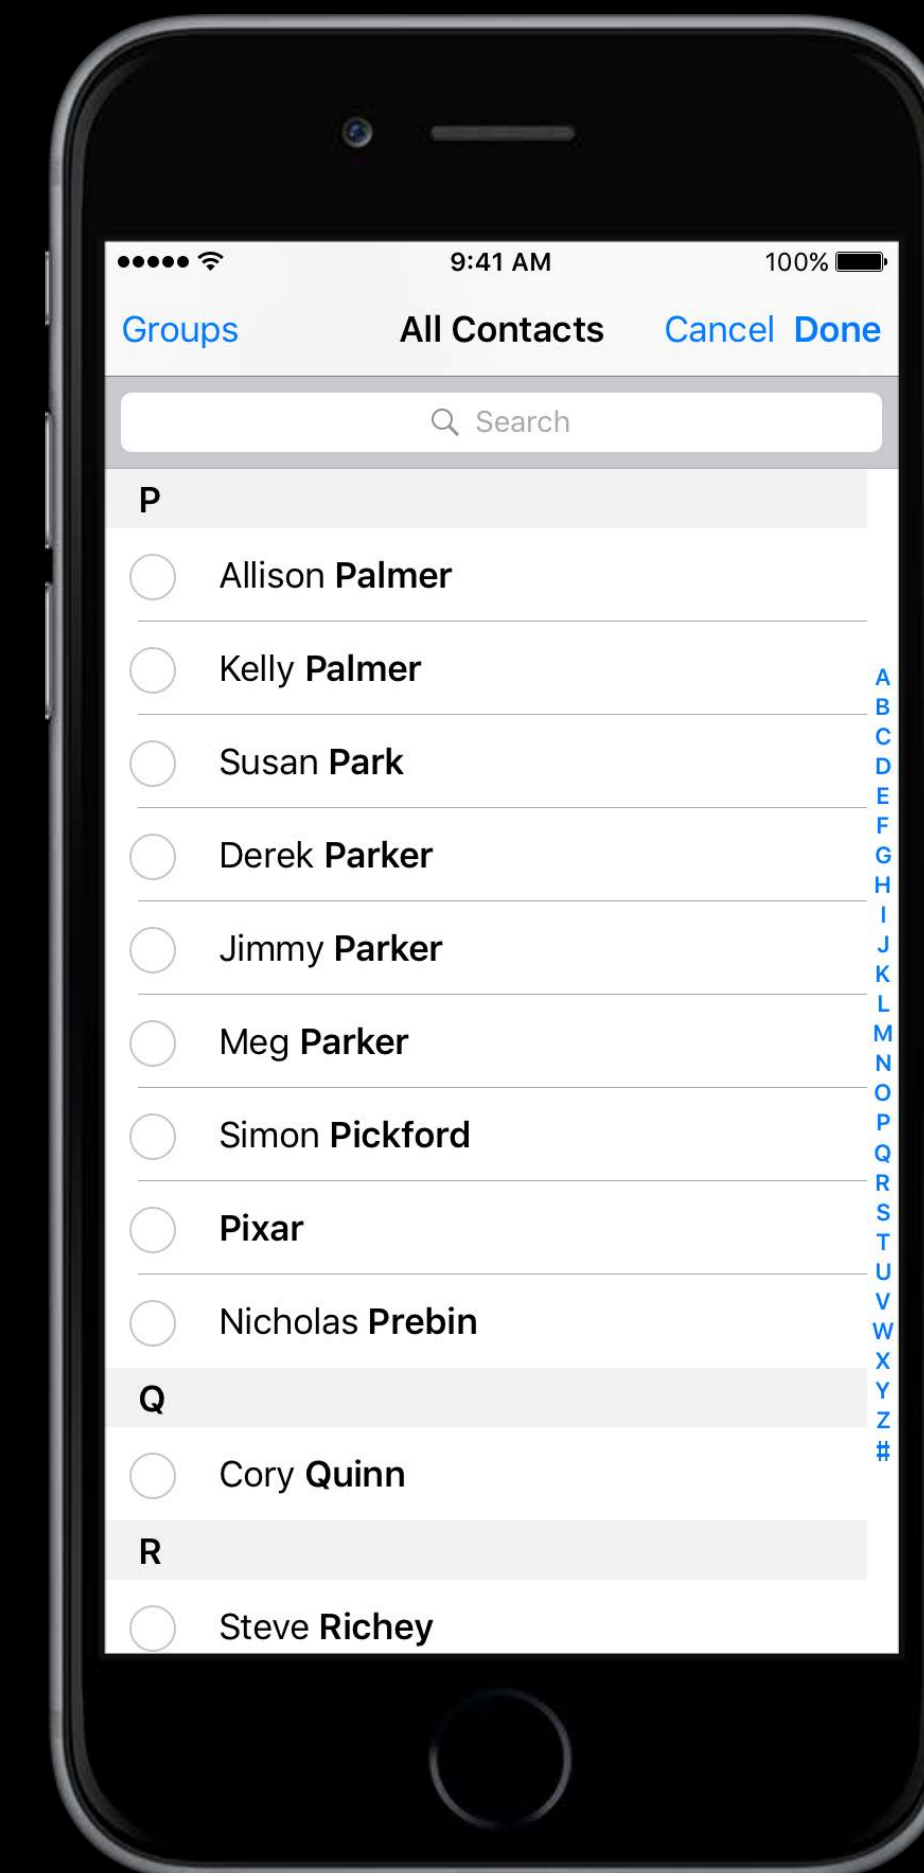 9:41 AM 100%
Groups All Contacts Cancel Done
Search
P
Allison Palmer
Kelly Palmer
Susan Park
Derek Parker
Jimmy Parker
Meg Parker
Simon Pickford
Pixar
Nicholas Prebin
Q
Cory Quinn
R
Steve Richey
A
B
C
D
E
F
G
H
I
J
K
L
M
N
O
P
Q
R
S
T
U
V
W
X
Y
Z
#